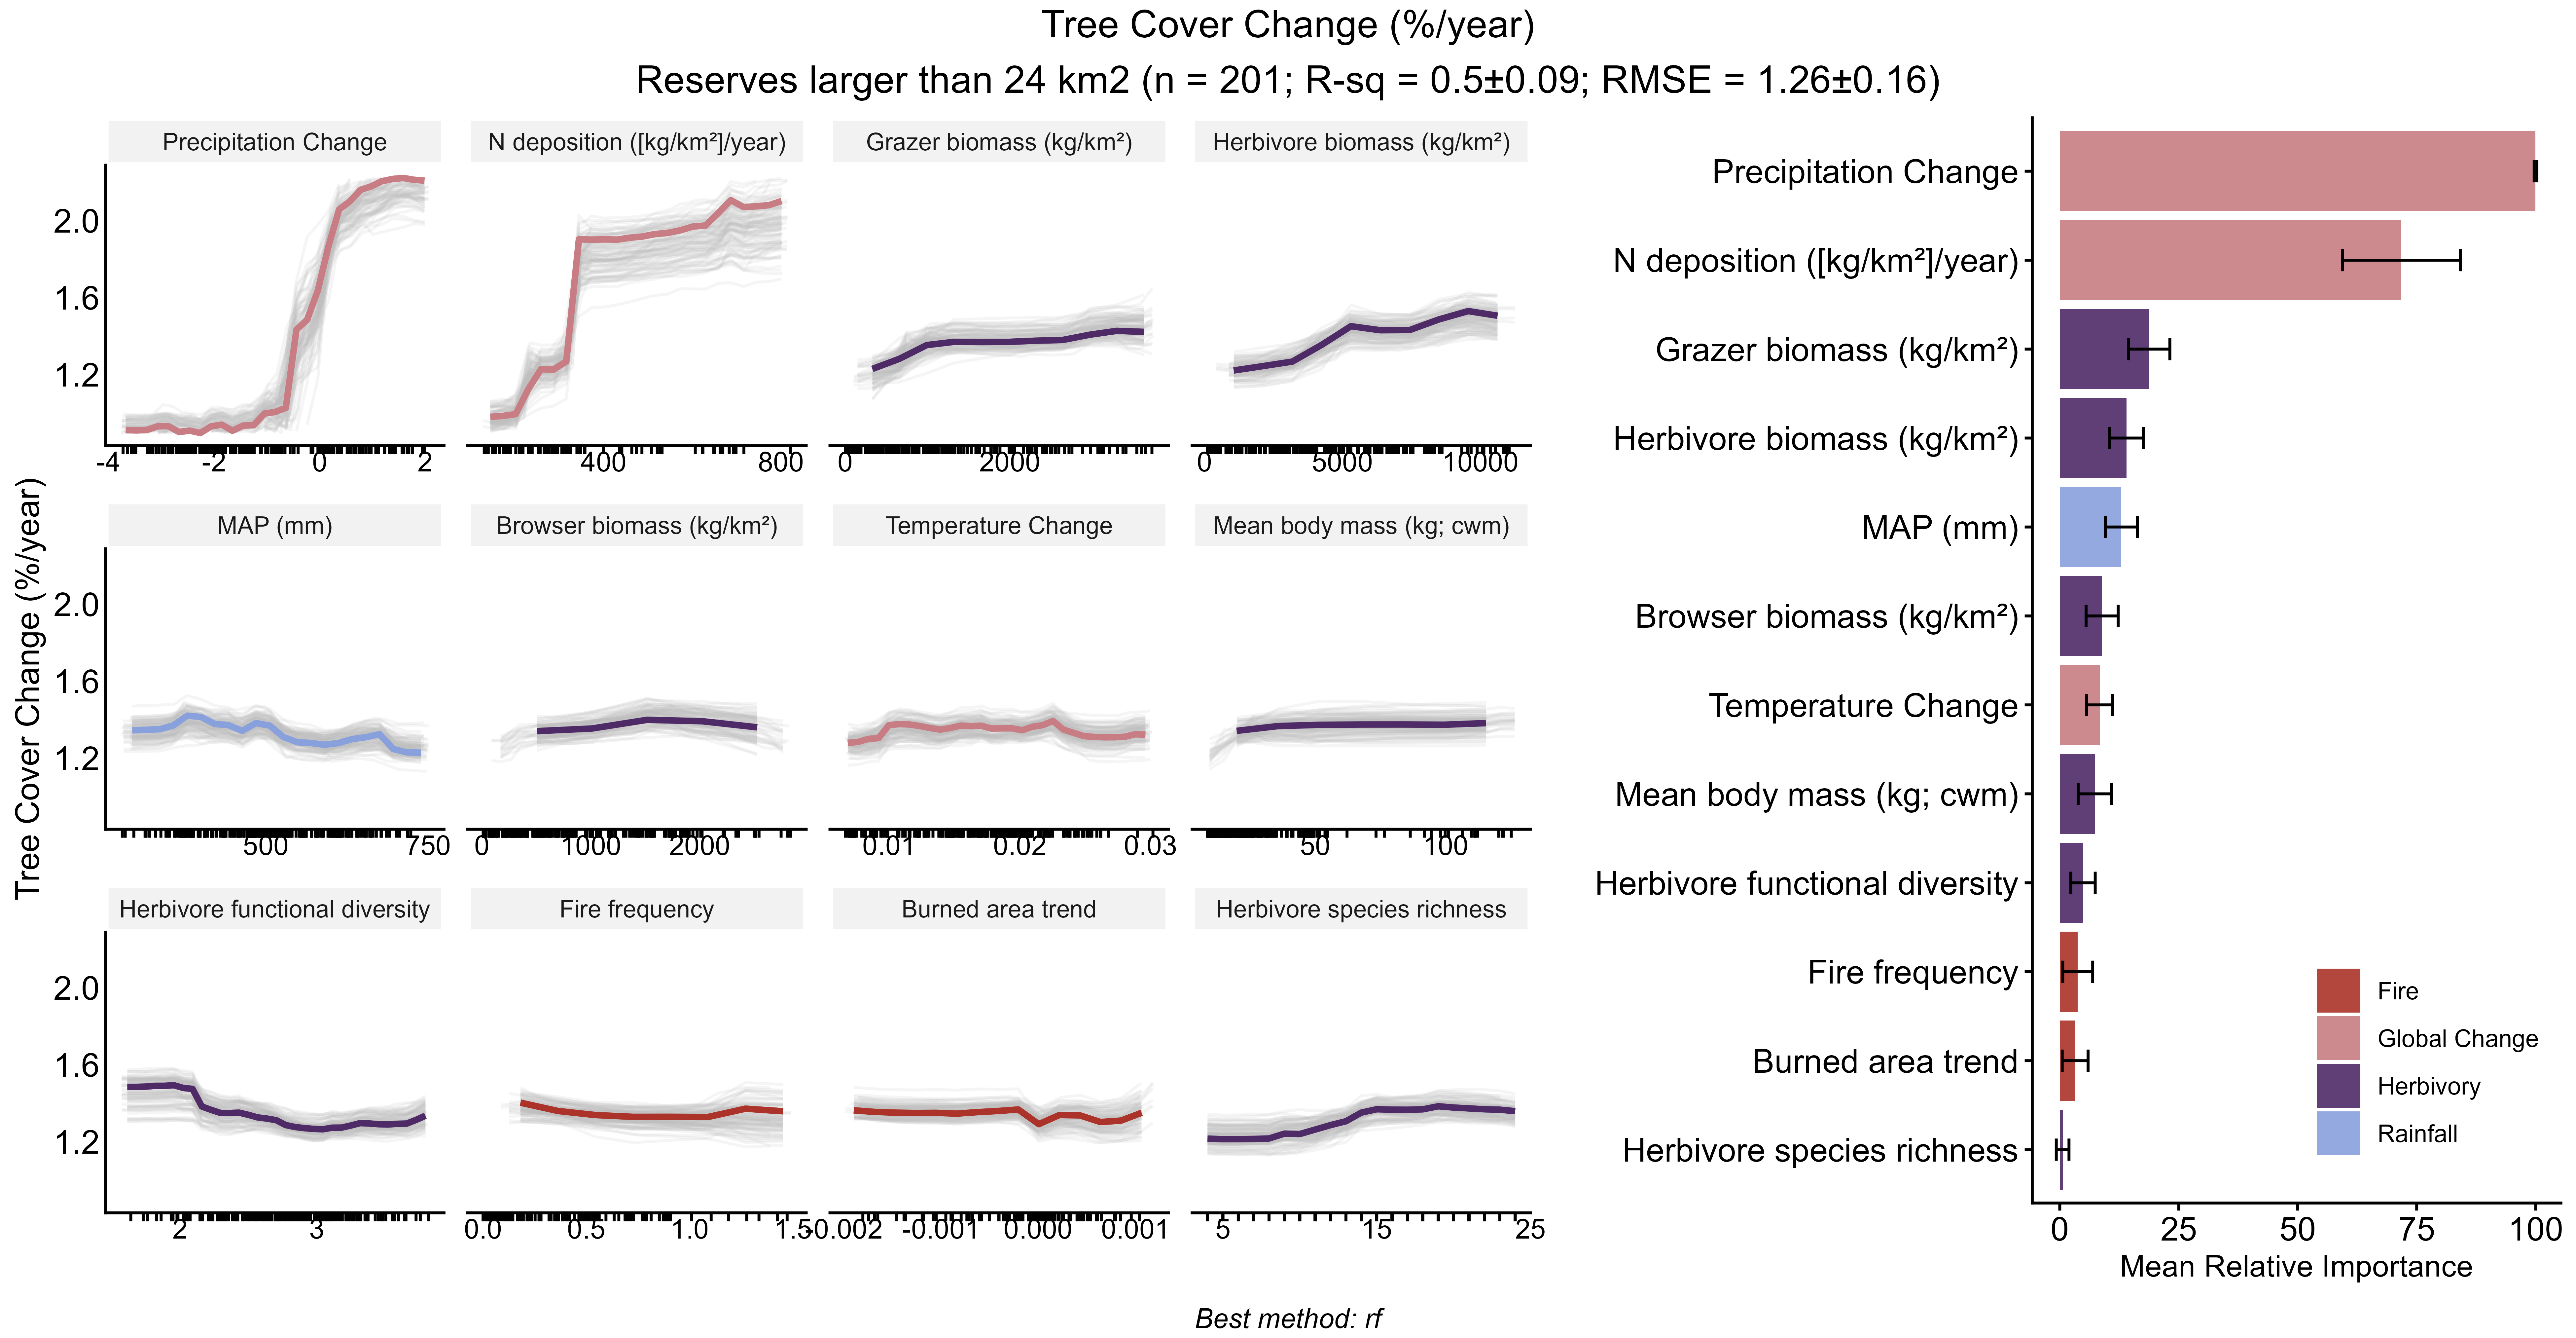 Tree Cover Change (%/year)
Reserves larger than 24 km2 (n = 201; R-sq = 0.5±0.09; RMSE = 1.26±0.16)
Tree Cover Change (%/year)
Precipitation Change
N deposition ([kg/km²]/year)
Grazer biomass (kg/km²)
Herbivore biomass (kg/km²)
2.0
1.6
1.2
-4 -2 0 2
400 800
0 2000
0 5000 10000
MAP (mm)
Browser biomass (kg/km²)
Temperature Change
Mean body mass (kg; cwm)
2.0
1.6
1.2
500 750
0 1000 2000
0.01 0.02 0.03
50 100
Herbivore functional diversity
Fire frequency
Burned area trend
Herbivore species richness
2.0
1.6
1.2
2 3
0.0 0.5 1.0 1.5
-0.002 -0.001 0.000 0.001
5 15 25
Best method: rf
Precipitation Change
N deposition ([kg/km²]/year)
Grazer biomass (kg/km²)
Herbivore biomass (kg/km²)
MAP (mm)
Browser biomass (kg/km²)
Temperature Change
Mean body mass (kg; cwm)
Herbivore functional diversity
Fire frequency
Burned area trend
Herbivore species richness
0 25 50 75 100
Mean Relative Importance
Fire
Global Change
Herbivory
Rainfall